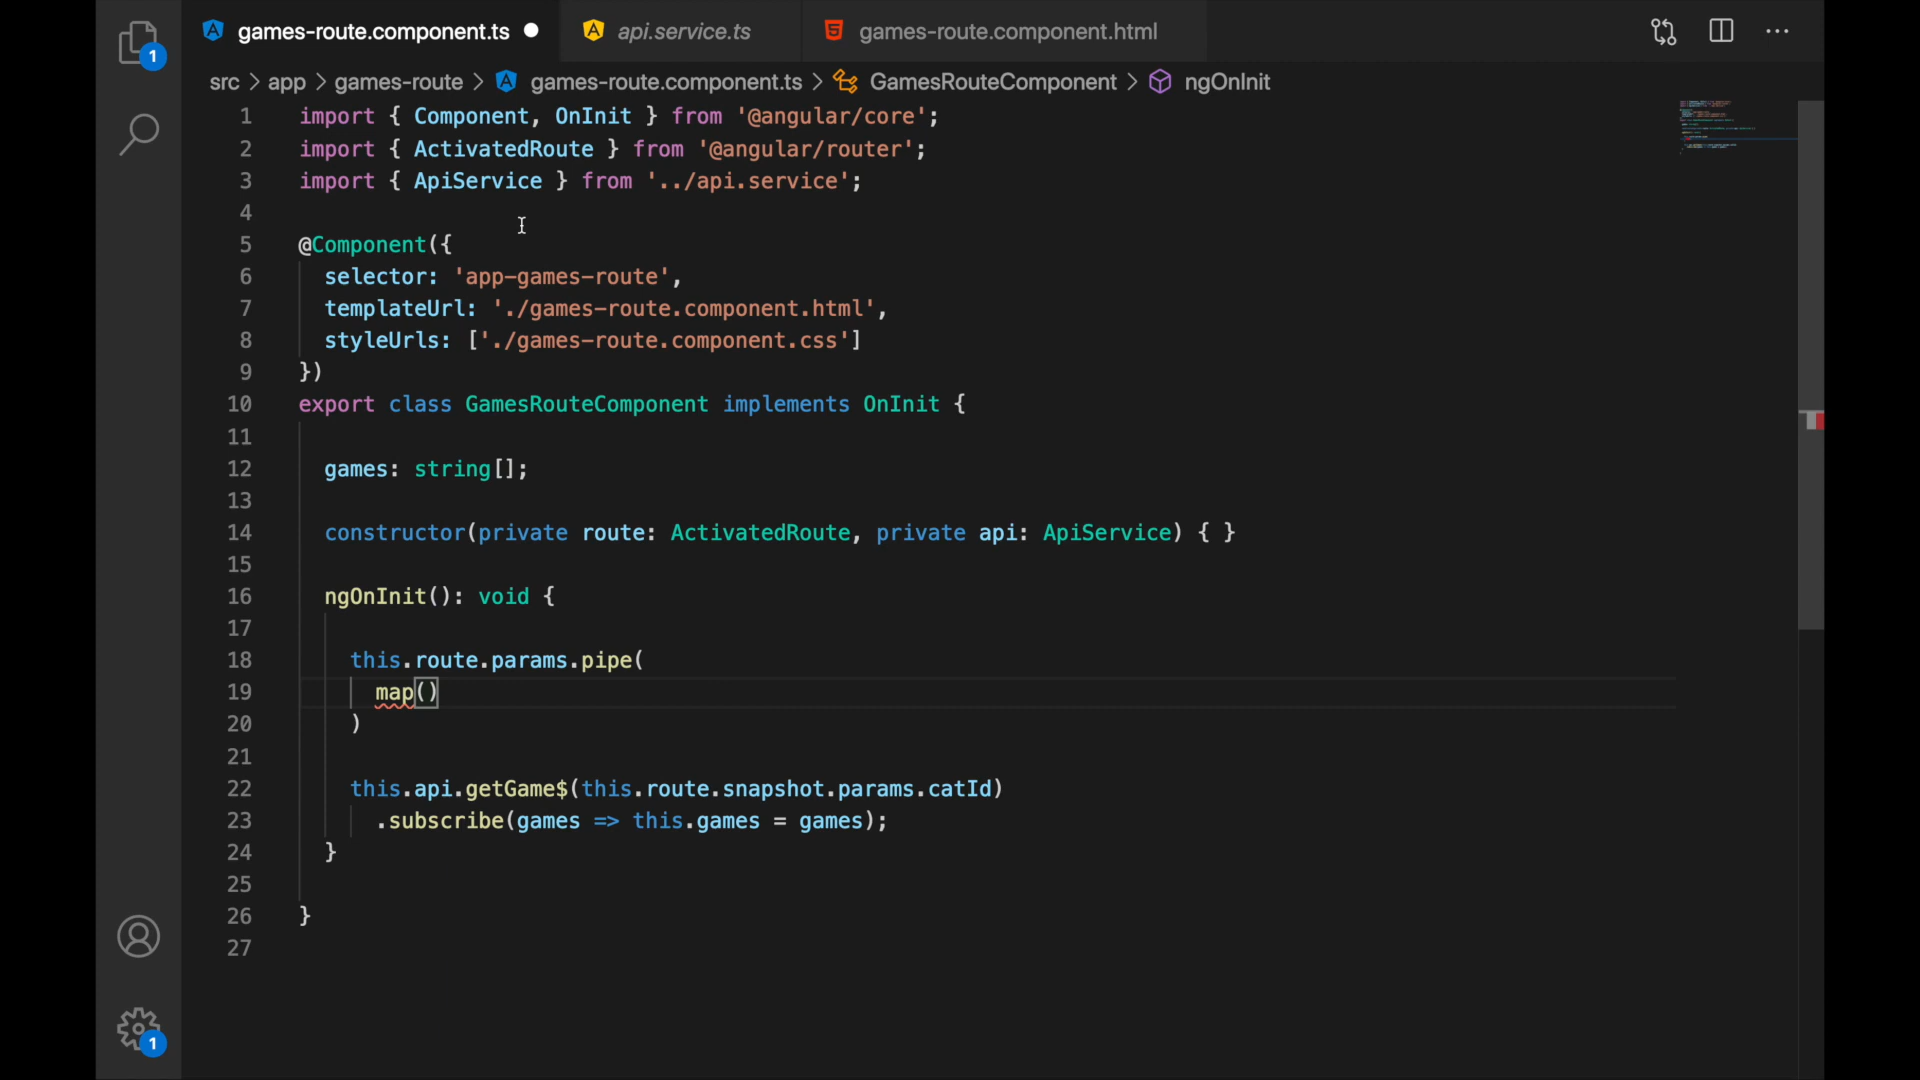 games-route.component.ts api.service.ts games-route.component.html
1
src > app > games-route > games-route.component.ts > GamesRouteComponent > ngOnInit
1 import { Component, OnInit } from '@angular/core';
2 import { ActivatedRoute } from '@angular/router';
3 import { ApiService } from '../api.service';
4
5 @Component({
6 selector: 'app-games-route',
7 templateUrl: './games-route.component.html',
8 styleUrls: ['./games-route.component.css']
9 })
10 export class GamesRouteComponent implements OnInit {
11
12 games: string[];
13
14 constructor(private route: ActivatedRoute, private api: ApiService) { }
15
16 ngOnInit(): void {
17
18 this.route.params.pipe(
19 map()
20 )
21
22 this.api.getGame$(this.route.snapshot.params.catId)
23 .subscribe(games => this.games = games);
24 }
25
26 }
27
1